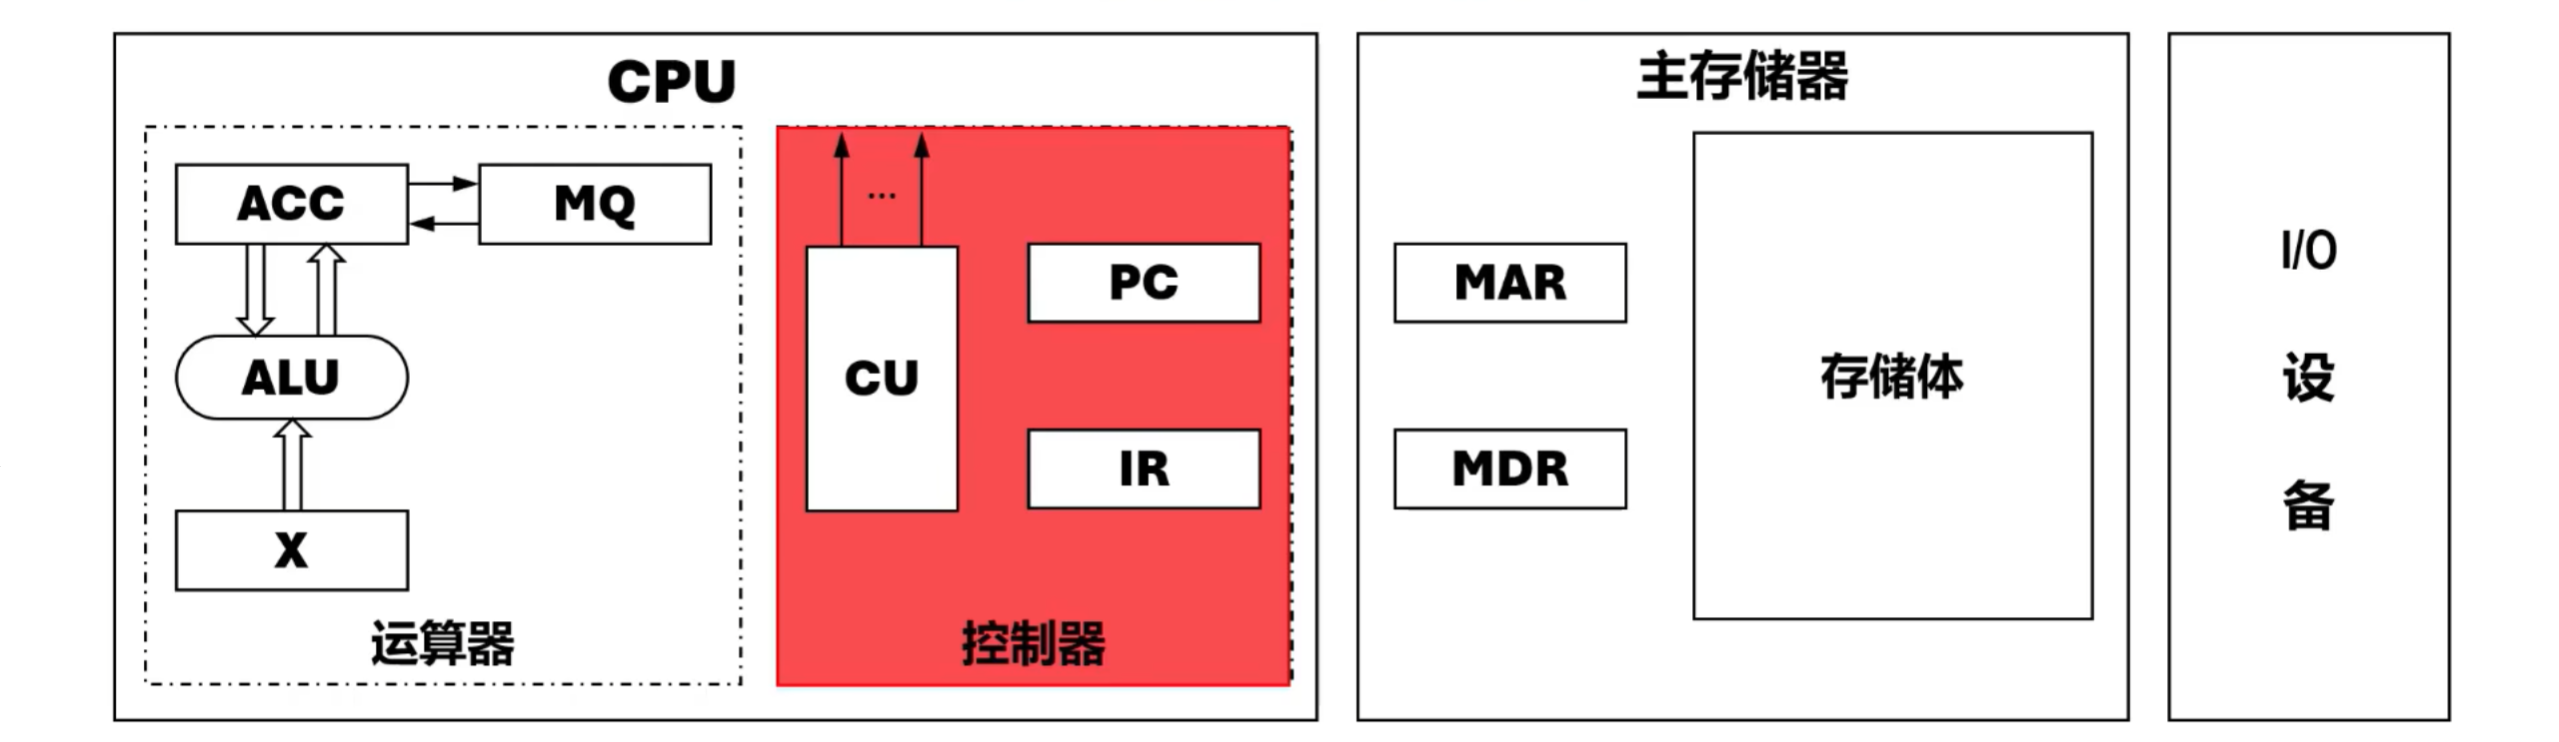 CPU
ACC
MQ
ALU
X
运算器
...
CU
PC
IR
控制器
主存储器
MAR
MDR
存储体
I/O
设
备